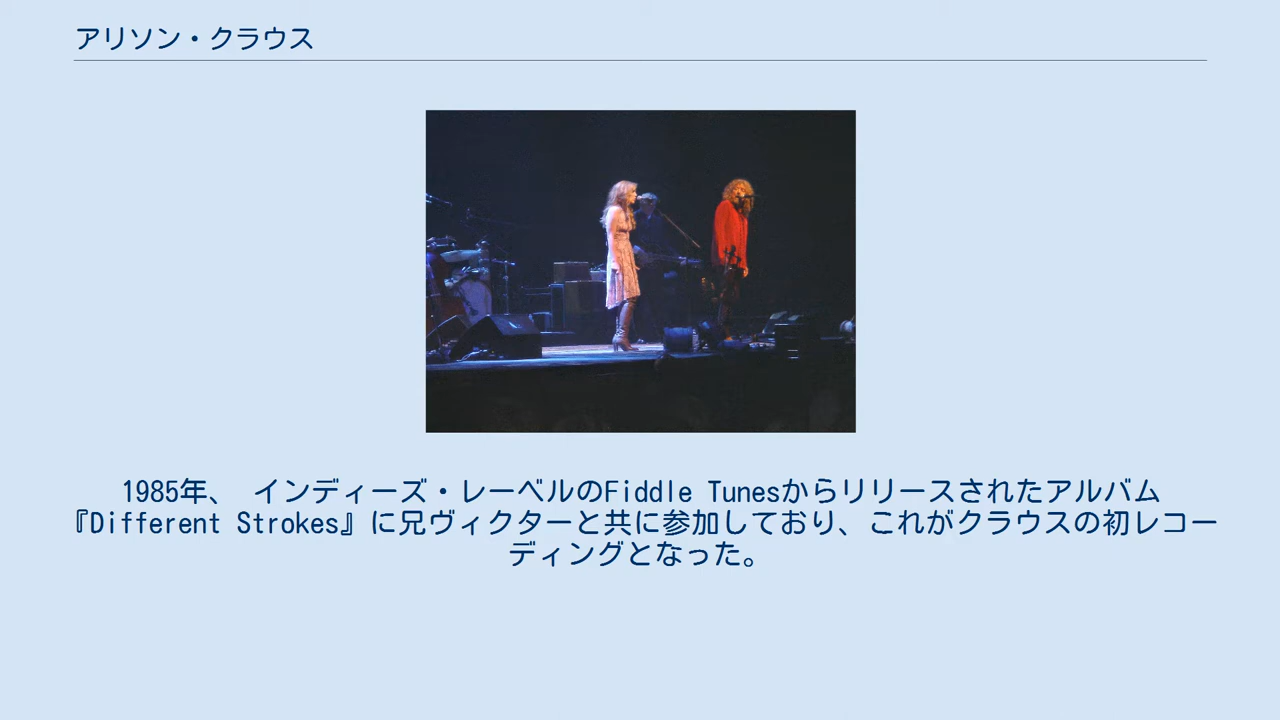 アリソン・クラウス
1985年、 インディーズ・レーベルのFiddle Tunesからリリースされたアルバム
『Different Strokes』に兄ヴィクターと共に参加しており、これがクラウスの初レコー
ディングとなった。